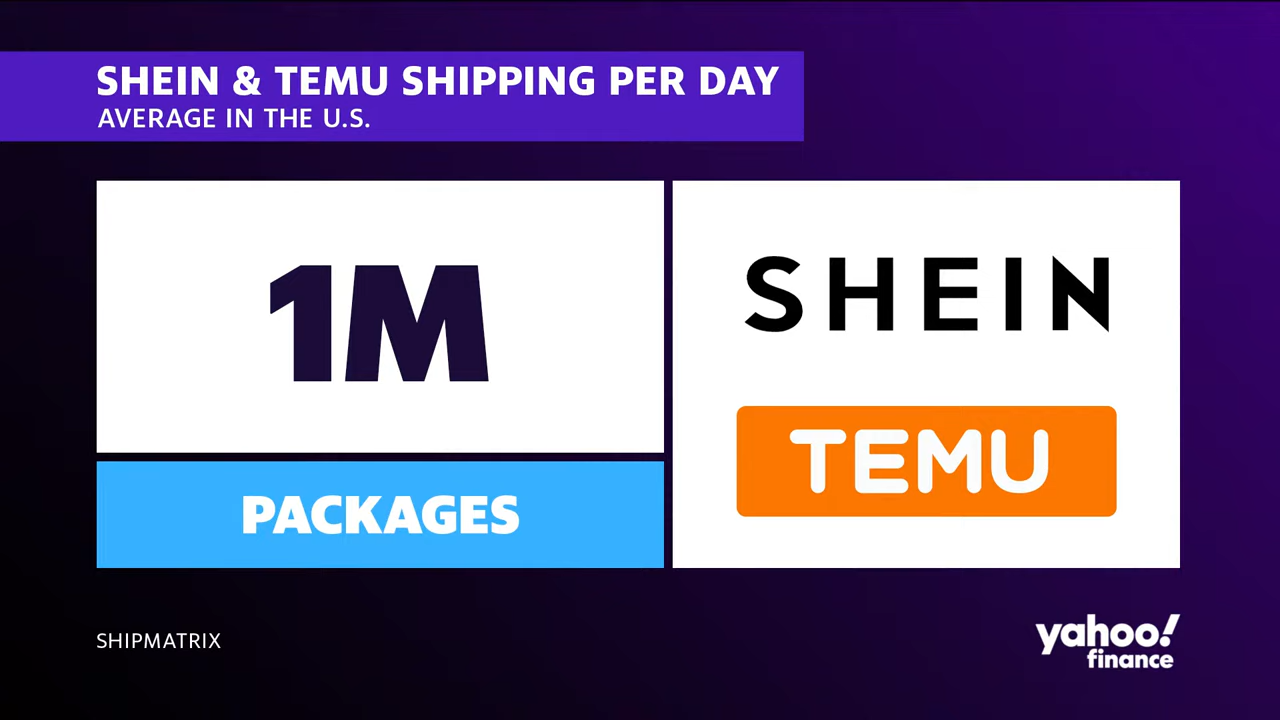 SHEIN & TEMU SHIPPING PER DAY
AVERAGE IN THE U.S.
1M
PACKAGES
SHEIN
TEMU
SHIPMATRIX
yahoo!
finance